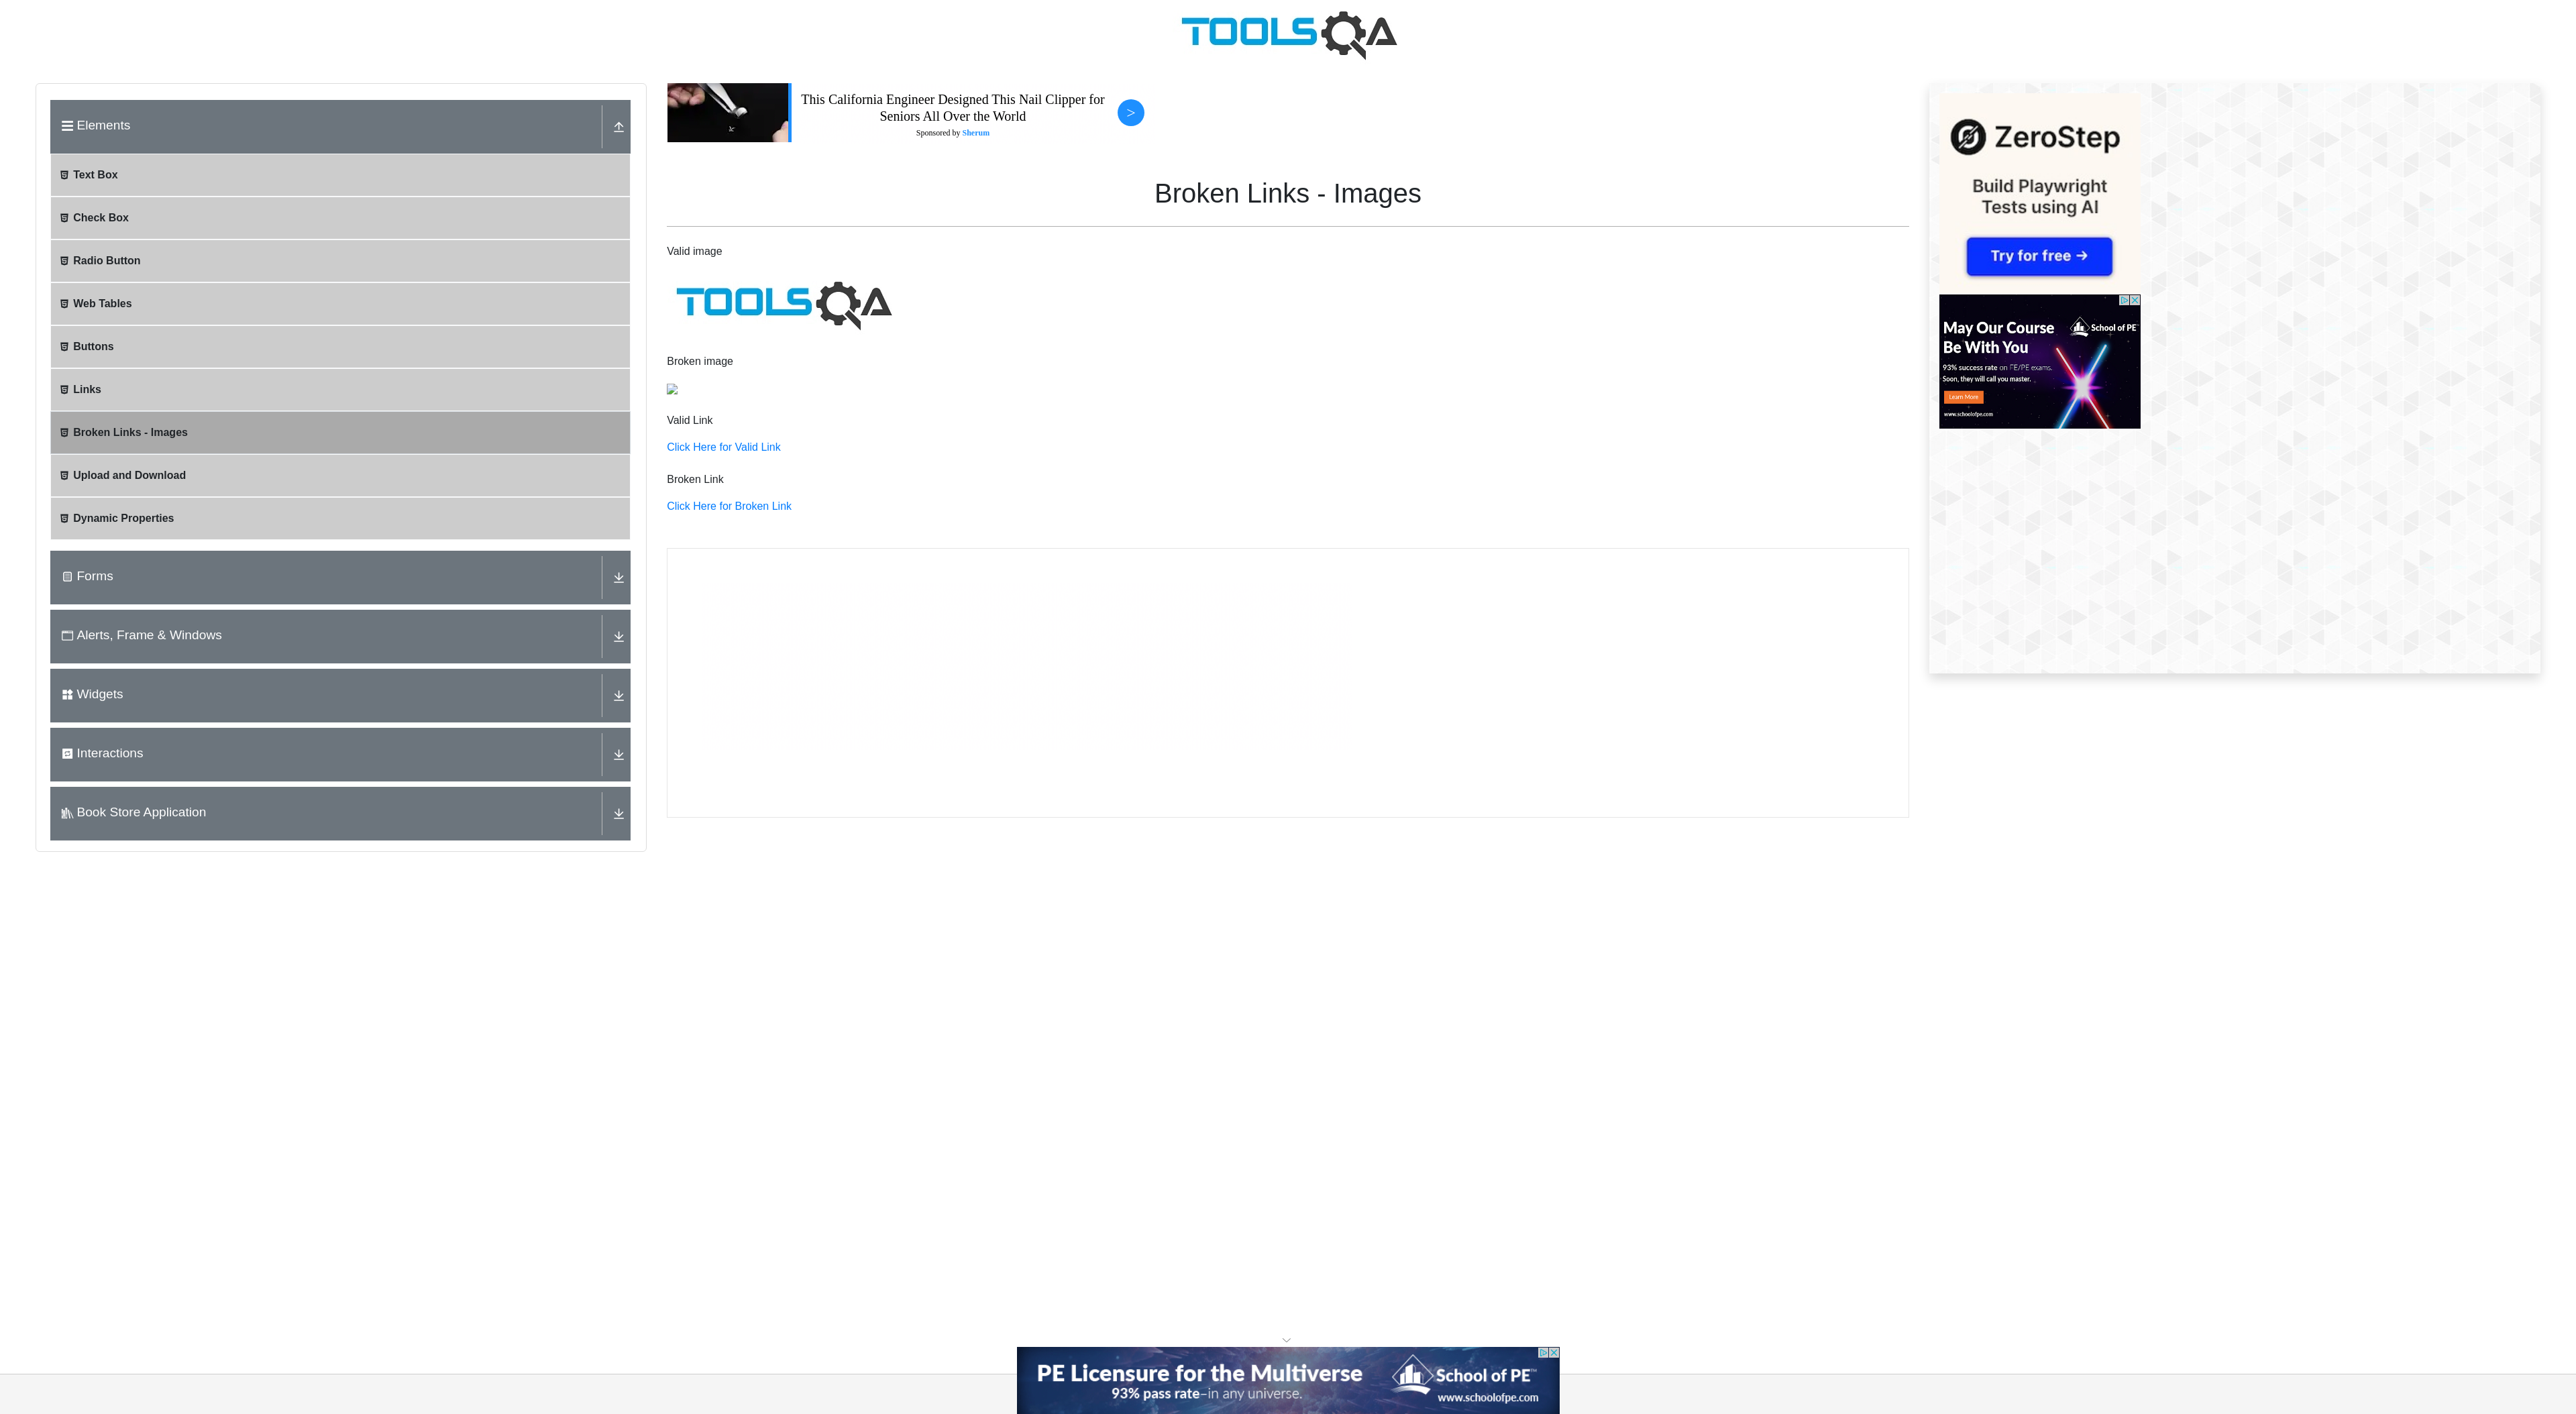 TOOLSQA
Elements
Text Box
Check Box
Radio Button
Web Tables
Buttons
Links
Broken Links - Images
Upload and Download
Dynamic Properties
Forms
Alerts, Frame & Windows
Widgets
Interactions
Book Store Application
This California Engineer Designed This Nail Clipper for
Seniors All Over the World
Sponsored by Sherum
>
Broken Links - Images
Valid image
TOOLSQA
Broken image
Valid Link
Click Here for Valid Link
Broken Link
Click Here for Broken Link
ZeroStep
Build Playwright
Tests using AI
Try for free →
May Our Course
Be With You
School of PE
93% success rate on FE/PE exams.
Soon, they will call you master.
Learn More
www.schoolofpe.com
PE Licensure for the Multiverse
93% pass rate–in any universe.
School of PE™
www.schoolofpe.com